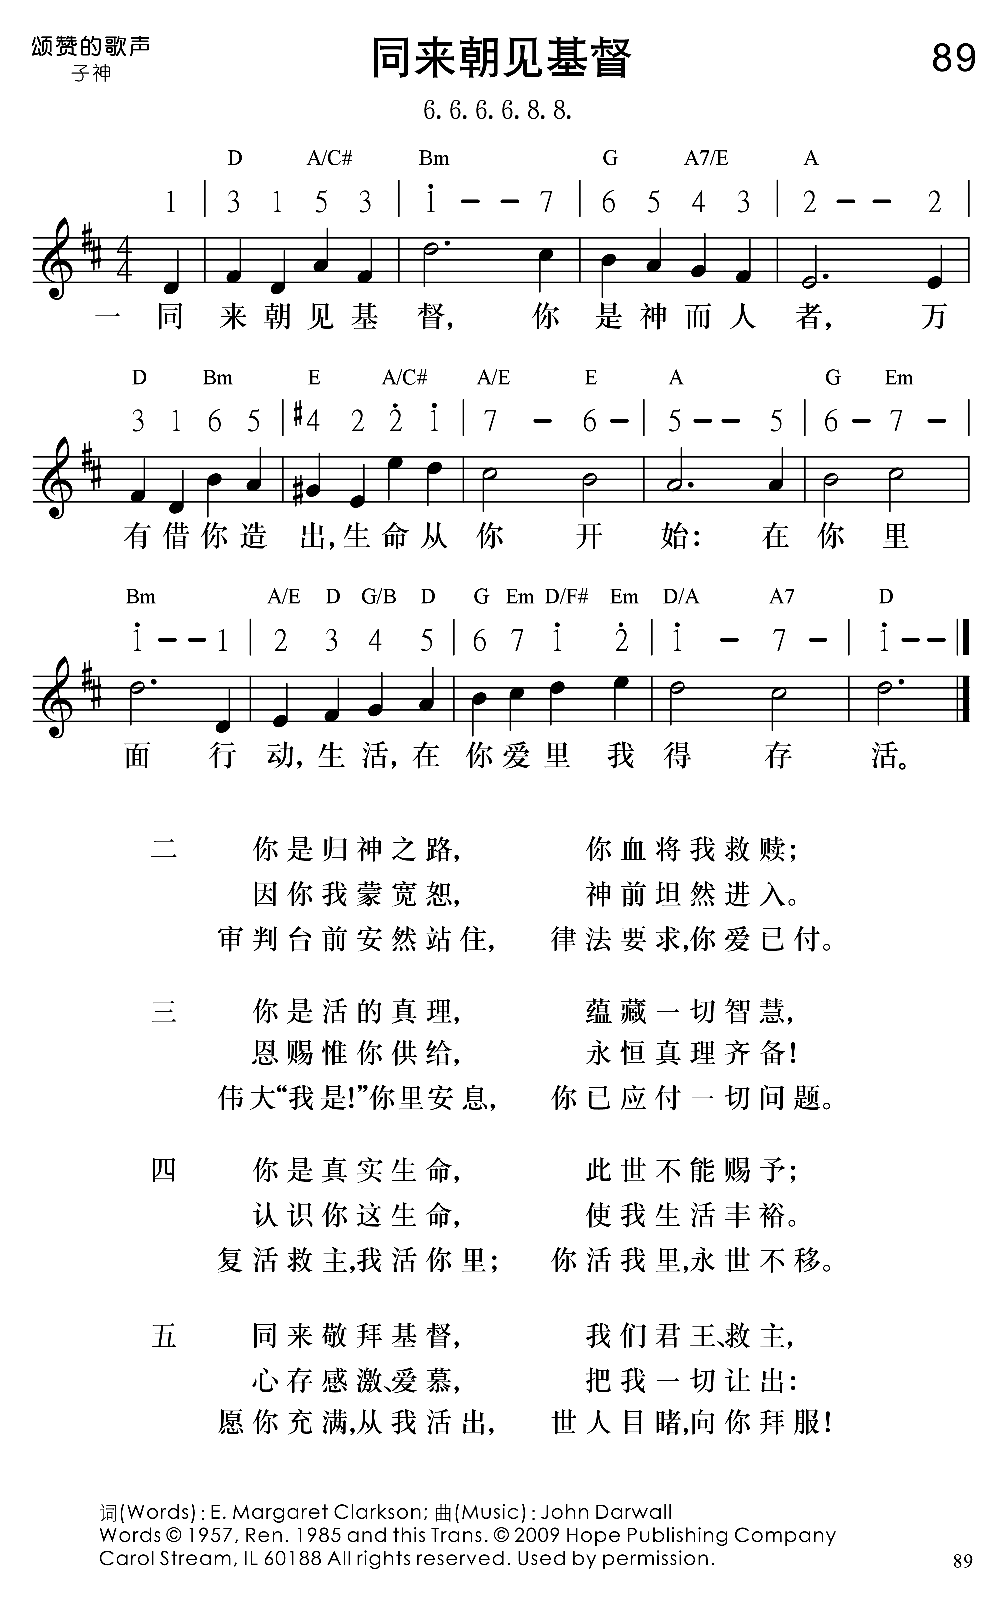 颂赞的歌声
子神
同来朝见基督
89
6.6.6.6.8.8.
D A/C# Bm G A7/E A
1 | 3 1 5 3 | i – – 7 | 6 5 4 3 | 2 – – 2 |
4 4
一 同 来 朝 见 基 督, 你 是 神 而 人 者, 万
D Bm E A/C# A/E E A G Em
3 1 6 5 | #4 2 2̇ i | 7 – 6 – | 5 – – 5 | 6 – 7 – |
有 借 你 造 出, 生 命 从 你 开 始: 在 你 里
Bm A/E D G/B D G Em D/F# Em D/A A7 D
i – – 1 | 2 3 4 5 | 6 7 i 2̇ | i – 7 – | i – – ‖
面 行 动, 生 活, 在 你 爱 里 我 得 存 活。
二 你是归神之路, 你血将我救赎;
因你我蒙宽恕, 神前坦然进入。
审判台前安然站住, 律法要求,你爱已付。
三 你是活的真理, 蕴藏一切智慧,
恩赐惟你供给, 永恒真理齐备!
伟大“我是!”你里安息, 你已应付一切问题。
四 你是真实生命, 此世不能赐予;
认识你这生命, 使我生活丰裕。
复活救主,我活你里; 你活我里,永世不移。
五 同来敬拜基督, 我们君王、救主,
心存感激、爱慕, 把我一切让出:
愿你充满,从我活出, 世人目睹,向你拜服!
词(Words) : E. Margaret Clarkson; 曲(Music) : John Darwall
Words © 1957, Ren. 1985 and this Trans. © 2009 Hope Publishing Company
Carol Stream, IL 60188 All rights reserved. Used by permission.
89